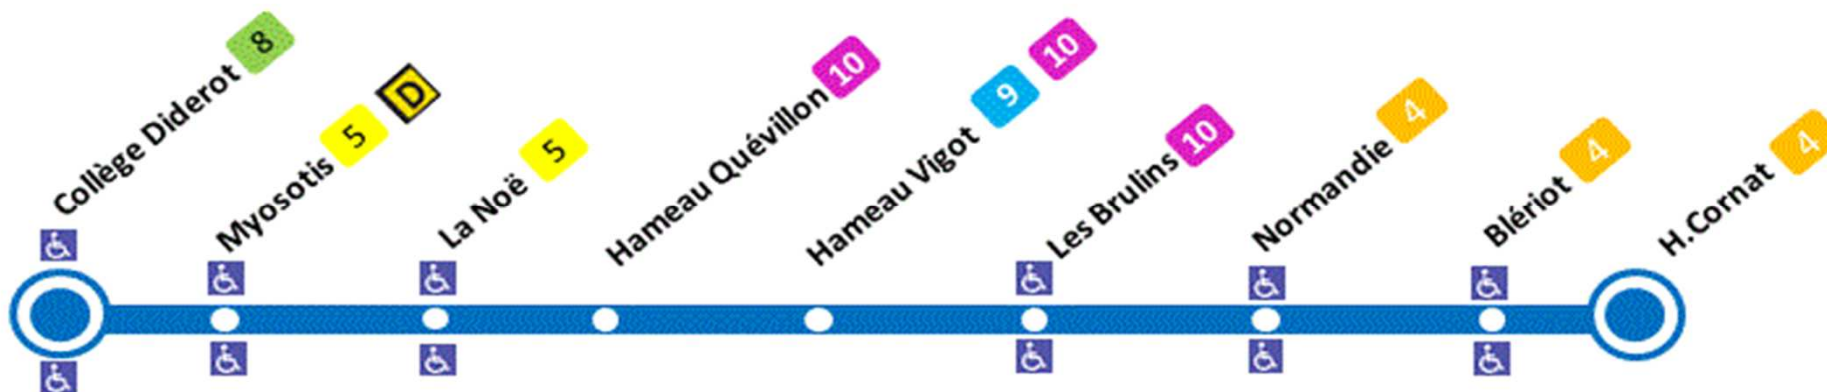 Collège Diderot 8
Myosotis 5 D
La Noë 5
Hameau Quévillon 10
Hameau Vigot 9 10
Les Brulins 10
Normandie 4
Blériot 4
H.Cornat 4